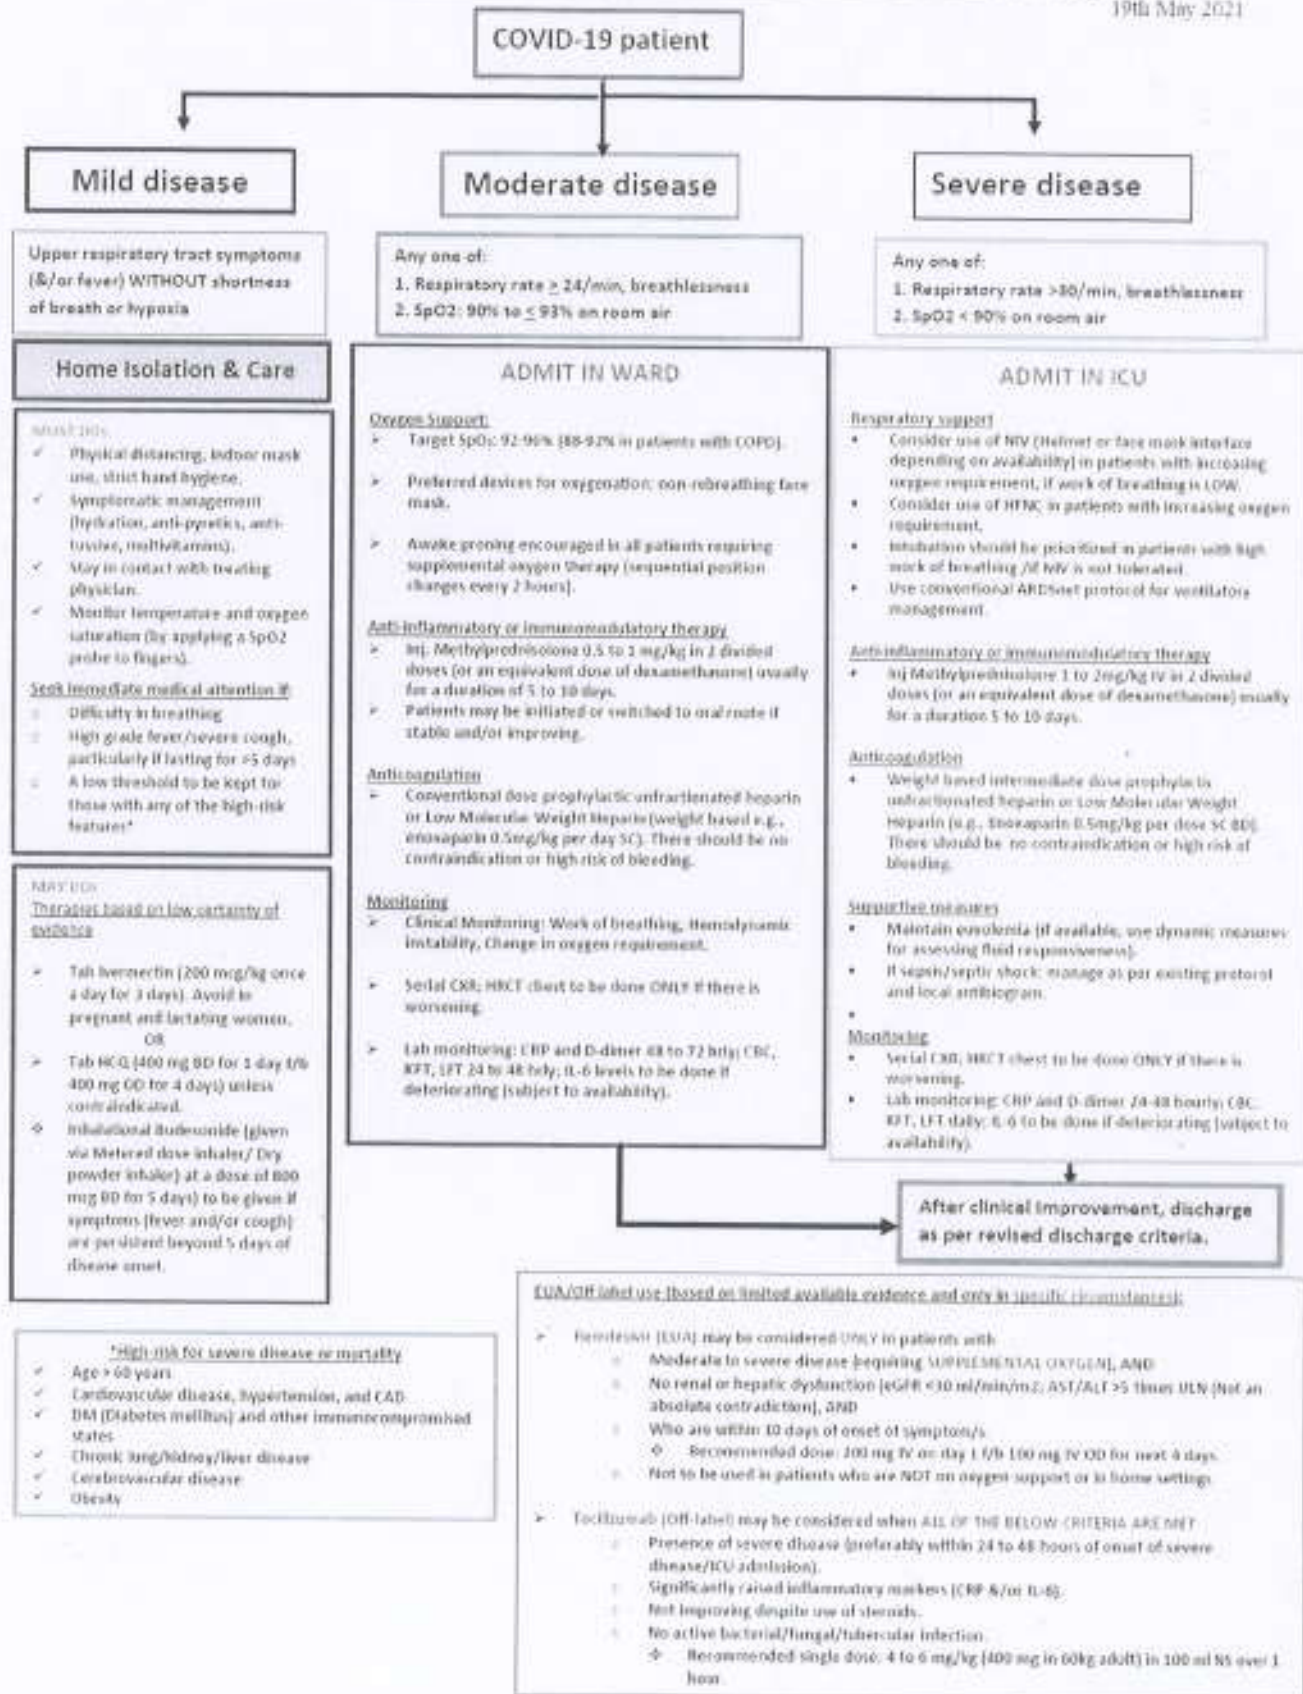 19th May 2021
COVID-19 patient
Mild disease
Upper respiratory tract symptoms
(&/or fever) WITHOUT shortness
of breath or hypoxia
Home Isolation & Care
MUST DOs
✓ Physical distancing, indoor mask
use, strict hand hygiene.
✓ Symptomatic management
(hydration, anti-pyretics, anti-
tussive, multivitamins).
✓ Stay in contact with treating
physician.
✓ Monitor temperature and oxygen
saturation (by applying a SpO2
probe to fingers).
Seek immediate medical attention if:
○ Difficulty in breathing
○ High grade fever/severe cough,
particularly if lasting for >5 days
○ A low threshold to be kept for
those with any of the high-risk
features*
MAY DOs
Therapies based on low certainty of
evidence
➢ Tab Ivermectin (200 mcg/kg once
a day for 3 days). Avoid in
pregnant and lactating women.
OR
➢ Tab HCQ (400 mg BD for 1 day f/b
400 mg OD for 4 days) unless
contraindicated.
❖ Inhalational Budesonide (given
via Metered dose inhaler/ Dry
powder inhaler) at a dose of 800
mcg BD for 5 days) to be given if
symptoms (fever and/or cough)
are persistent beyond 5 days of
disease onset.
Moderate disease
Any one of:
1. Respiratory rate ≥ 24/min, breathlessness
2. SpO2: 90% to ≤ 93% on room air
ADMIT IN WARD
Oxygen Support:
➢ Target SpO2: 92-96% (88-92% in patients with COPD).
➢ Preferred devices for oxygenation: non-rebreathing face
mask.
➢ Awake proning encouraged in all patients requiring
supplemental oxygen therapy (sequential position
changes every 2 hours).
Anti-inflammatory or immunomodulatory therapy
➢ Inj. Methylprednisolone 0.5 to 1 mg/kg in 2 divided
doses (or an equivalent dose of dexamethasone) usually
for a duration of 5 to 10 days.
➢ Patients may be initiated or switched to oral route if
stable and/or improving.
Anticoagulation
➢ Conventional dose prophylactic unfractionated heparin
or Low Molecular Weight Heparin (weight based e.g.,
enoxaparin 0.5mg/kg per day SC). There should be no
contraindication or high risk of bleeding.
Monitoring
➢ Clinical Monitoring: Work of breathing, Hemodynamic
instability, Change in oxygen requirement.
➢ Serial CXR; HRCT chest to be done ONLY if there is
worsening.
➢ Lab monitoring: CRP and D-dimer 48 to 72 hrly; CBC,
KFT, LFT 24 to 48 hrly; IL-6 levels to be done if
deteriorating (subject to availability).
Severe disease
Any one of:
1. Respiratory rate >30/min, breathlessness
2. SpO2 < 90% on room air
ADMIT IN ICU
Respiratory support
• Consider use of NIV (Helmet or face mask interface
depending on availability) in patients with increasing
oxygen requirement, if work of breathing is LOW.
• Consider use of HFNC in patients with increasing oxygen
requirement.
• Intubation should be prioritized in patients with high
work of breathing /if NIV is not tolerated.
• Use conventional ARDSnet protocol for ventilatory
management.
Anti-inflammatory or immunomodulatory therapy
• Inj Methylprednisolone 1 to 2mg/kg IV in 2 divided
doses (or an equivalent dose of dexamethasone) usually
for a duration 5 to 10 days.
Anticoagulation
• Weight based intermediate dose prophylactic
unfractionated heparin or Low Molecular Weight
Heparin (e.g., Enoxaparin 0.5mg/kg per dose SC BD).
There should be no contraindication or high risk of
bleeding.
Supportive measures
• Maintain euvolemia (if available, use dynamic measures
for assessing fluid responsiveness).
• If sepsis/septic shock: manage as per existing protocol
and local antibiogram.
•
Monitoring
• Serial CXR; HRCT chest to be done ONLY if there is
worsening.
• Lab monitoring: CRP and D-dimer 24-48 hourly; CBC,
KFT, LFT daily; IL-6 to be done if deteriorating (subject to
availability).
After clinical improvement, discharge
as per revised discharge criteria.
*High-risk for severe disease or mortality
✓ Age > 60 years
✓ Cardiovascular disease, hypertension, and CAD
✓ DM (Diabetes mellitus) and other immunocompromised
states
✓ Chronic lung/kidney/liver disease
✓ Cerebrovascular disease
✓ Obesity
EUA/Off label use (based on limited available evidence and only in specific circumstances):
➢ Remdesivir (EUA) may be considered ONLY in patients with
○ Moderate to severe disease (requiring SUPPLEMENTAL OXYGEN), AND
○ No renal or hepatic dysfunction (eGFR <30 ml/min/m2; AST/ALT >5 times ULN (Not an
absolute contradiction), AND
○ Who are within 10 days of onset of symptom/s.
❖ Recommended dose: 200 mg IV on day 1 f/b 100 mg IV OD for next 4 days.
○ Not to be used in patients who are NOT on oxygen support or in home settings
➢ Tocilizumab (Off-label) may be considered when ALL OF THE BELOW CRITERIA ARE MET
○ Presence of severe disease (preferably within 24 to 48 hours of onset of severe
disease/ICU admission).
○ Significantly raised inflammatory markers (CRP &/or IL-6).
○ Not improving despite use of steroids.
○ No active bacterial/fungal/tubercular infection.
❖ Recommended single dose: 4 to 6 mg/kg (400 mg in 60kg adult) in 100 ml NS over 1
hour.